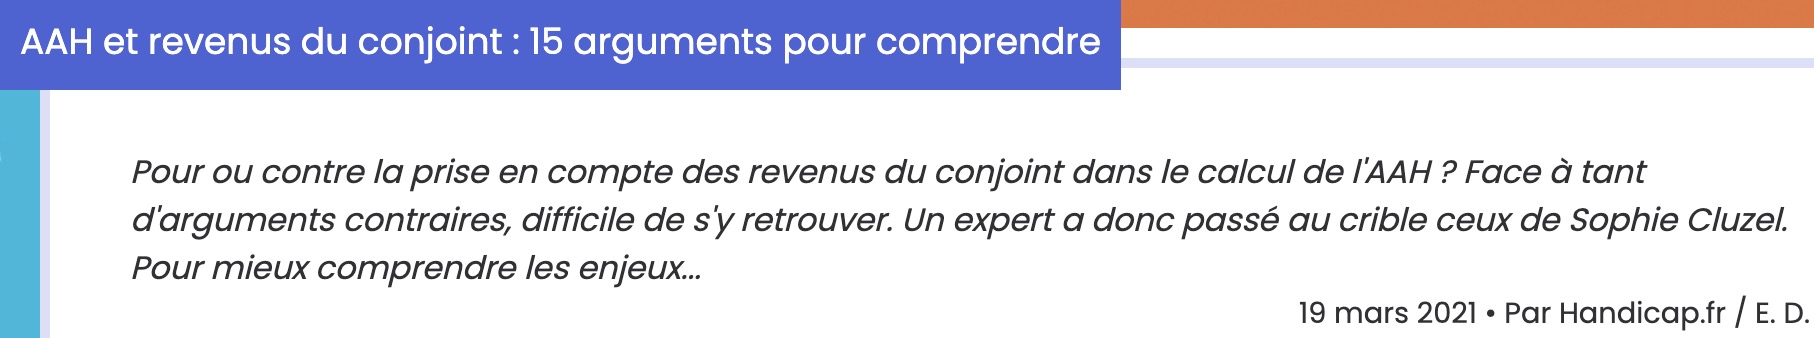 AAH et revenus du conjoint : 15 arguments pour comprendre
Pour ou contre la prise en compte des revenus du conjoint dans le calcul de l'AAH ? Face à tant
d'arguments contraires, difficile de s'y retrouver. Un expert a donc passé au crible ceux de Sophie Cluzel.
Pour mieux comprendre les enjeux...
19 mars 2021 • Par Handicap.fr / E. D.